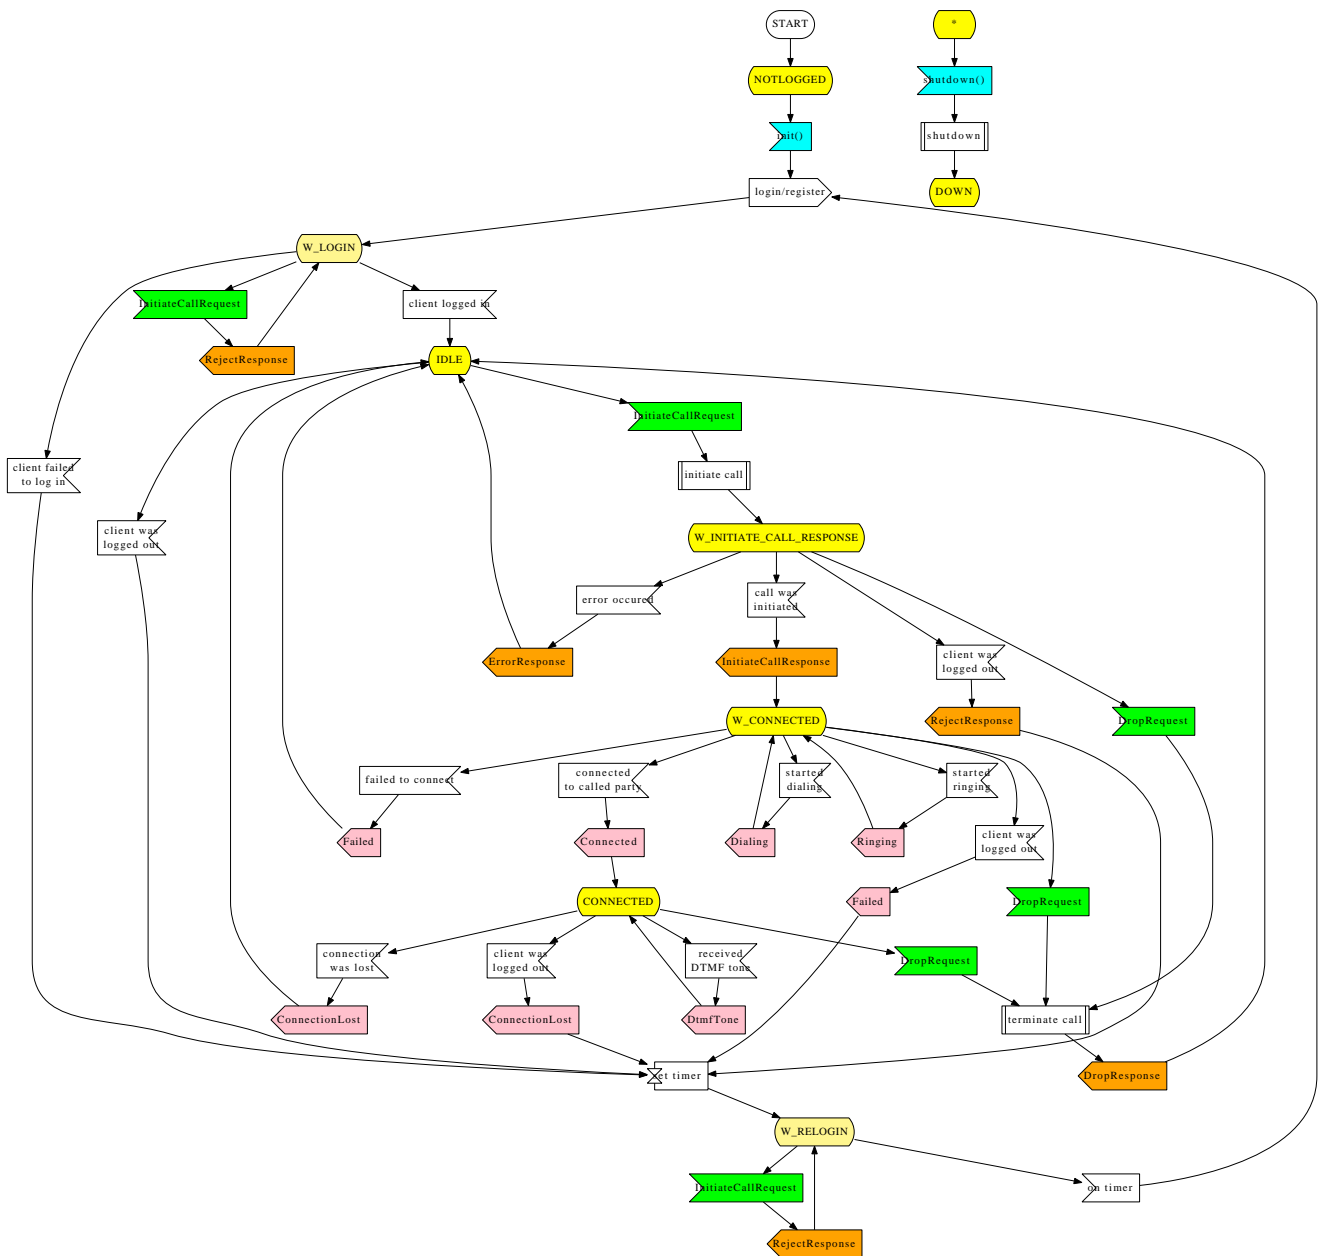 START
*
NOTLOGGED
shutdown()
init()
shutdown
login/register
DOWN
W_LOGIN
InitiateCallRequest
client logged in
RejectResponse
IDLE
InitiateCallRequest
client failed
to log in
initiate call
client was
logged out
W_INITIATE_CALL_RESPONSE
error occured
call was
initiated
ErrorResponse
InitiateCallResponse
client was
logged out
W_CONNECTED
RejectResponse
DropRequest
failed to connect
connected
to called party
started
dialing
started
ringing
Failed
Connected
Dialing
Ringing
client was
logged out
CONNECTED
Failed
DropRequest
connection
was lost
client was
logged out
received
DTMF tone
DropRequest
ConnectionLost
ConnectionLost
DtmfTone
terminate call
set timer
DropResponse
W_RELOGIN
InitiateCallRequest
on timer
RejectResponse